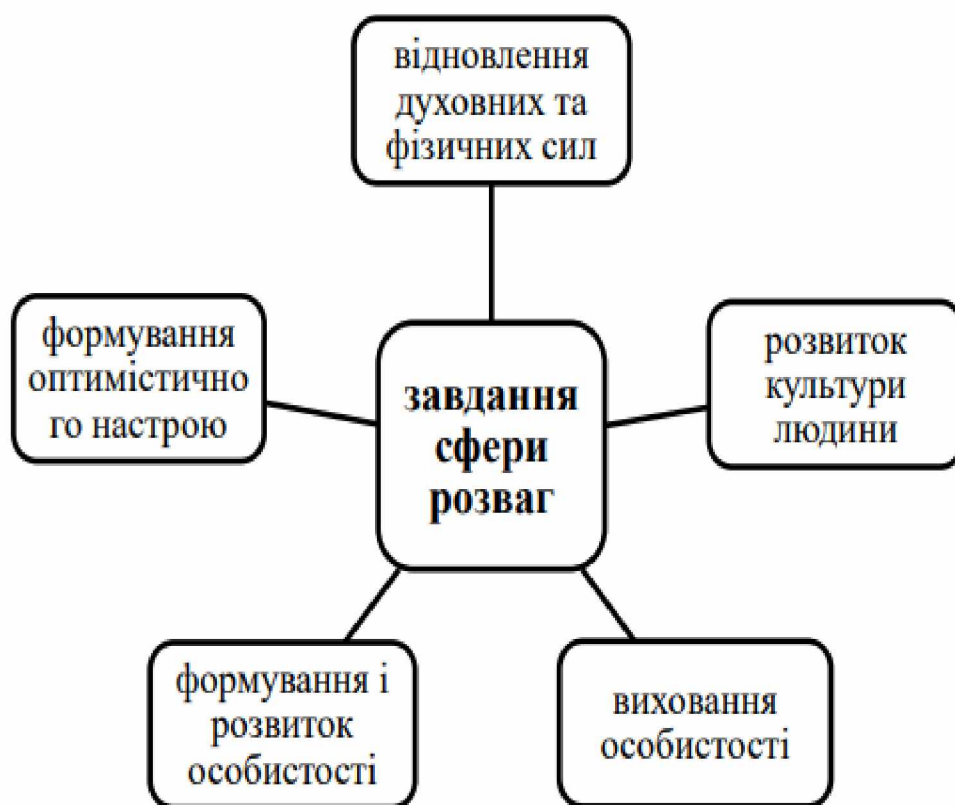 відновлення
духовних та
фізичних сил
формування
оптимістично
го настрою
завдання
сфери
розваг
розвиток
культури
людини
формування і
розвиток
особистості
виховання
особистості